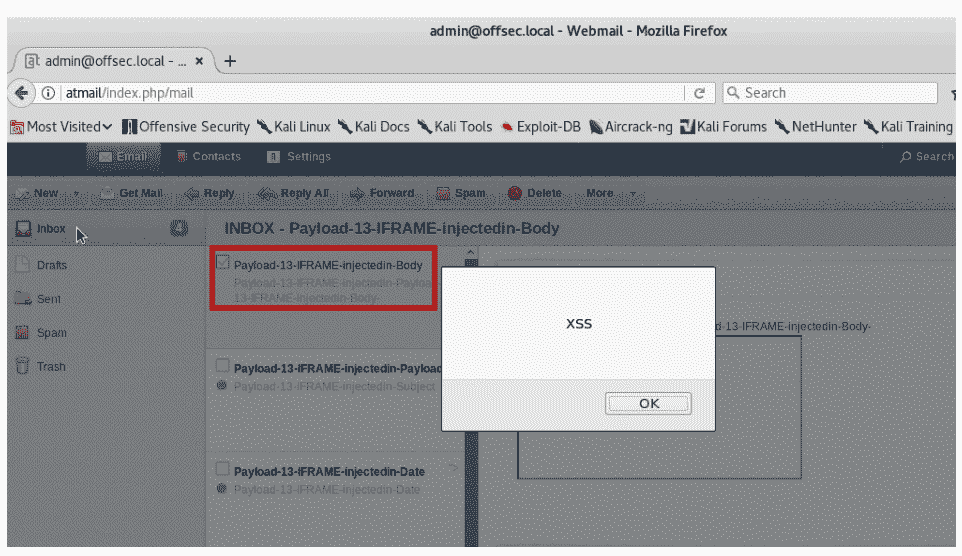 admin@offsec.local - Webmail - Mozilla Firefox
admin@offsec.local - ...
atmail/index.php/mail
Search
Most Visited Offensive Security Kali Linux Kali Docs Kali Tools Exploit-DB Aircrack-ng Kali Forums NetHunter Kali Training
Email Contacts Settings Search
New Get Mail Reply Reply All Forward Spam Delete More
Inbox 4
INBOX - Payload-13-IFRAME-injectedin-Body
Drafts
Sent
Spam
Trash
Payload-13-IFRAME-injectedin-Body
Payload-13-IFRAME-injectedin-Payload-
13-IFRAME-injectedin-Body-
Payload-13-IFRAME-injectedin-Payload
Payload-13-IFRAME-injectedin-Subject
Payload-13-IFRAME-injectedin-Date
Payload-13-IFRAME-injectedin-Date
d-13-IFRAME-injectedin-Body-
XSS
OK